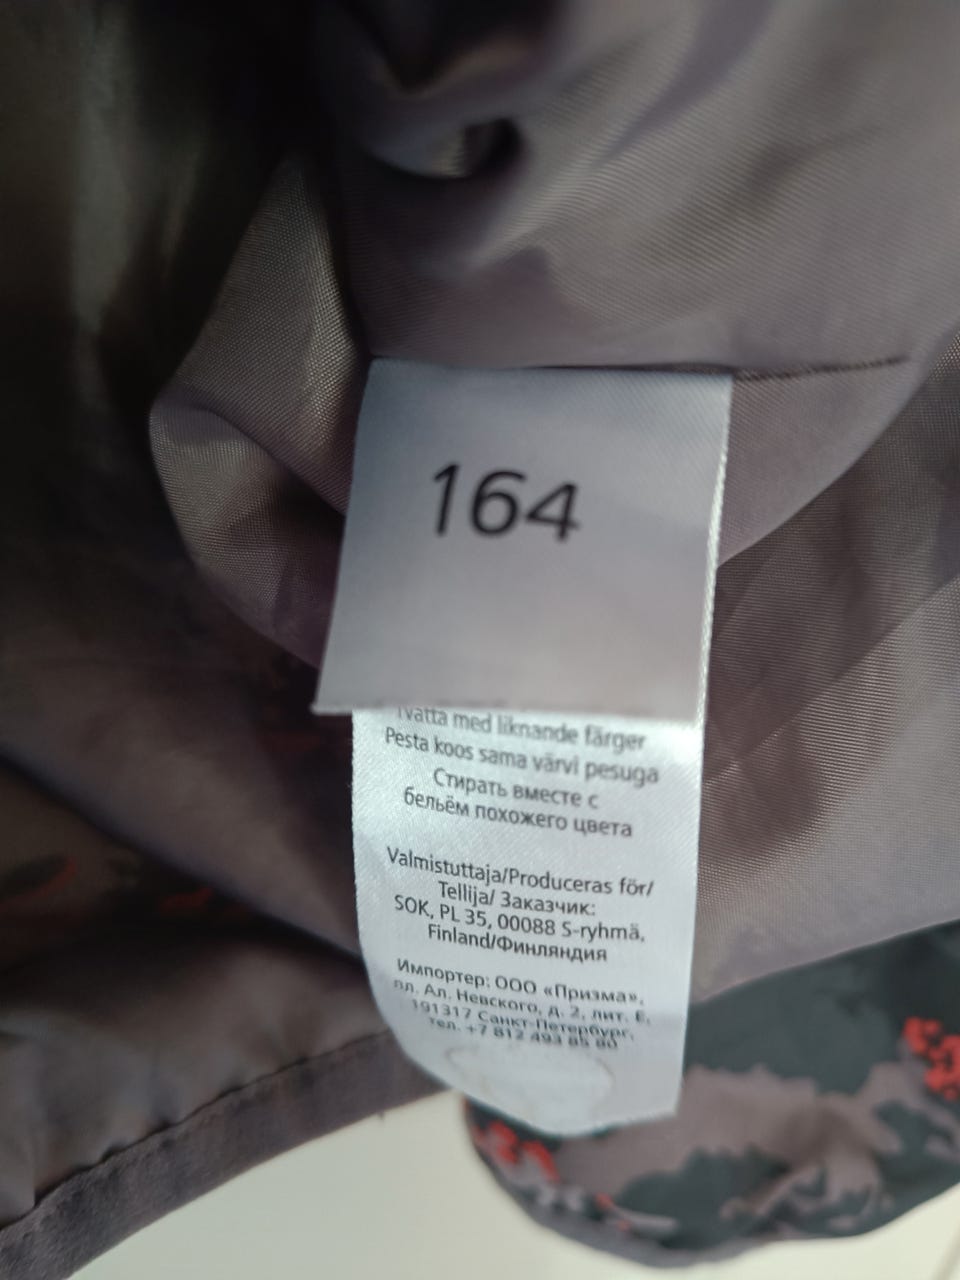 164
Tvätta med liknande färger
Pesta koos sama värvi pesuga
Стирать вместе с
бельём похожего цвета
Valmistuttaja/Produceras för/
Tellija/ Заказчик:
SOK, PL 35, 00088 S-ryhmä,
Finland/Финляндия
Импортер: ООО «Призма»,
пл. Ал. Невского, д. 2, лит. Е,
191317 Санкт-Петербург,
тел. +7 812 493 85 80